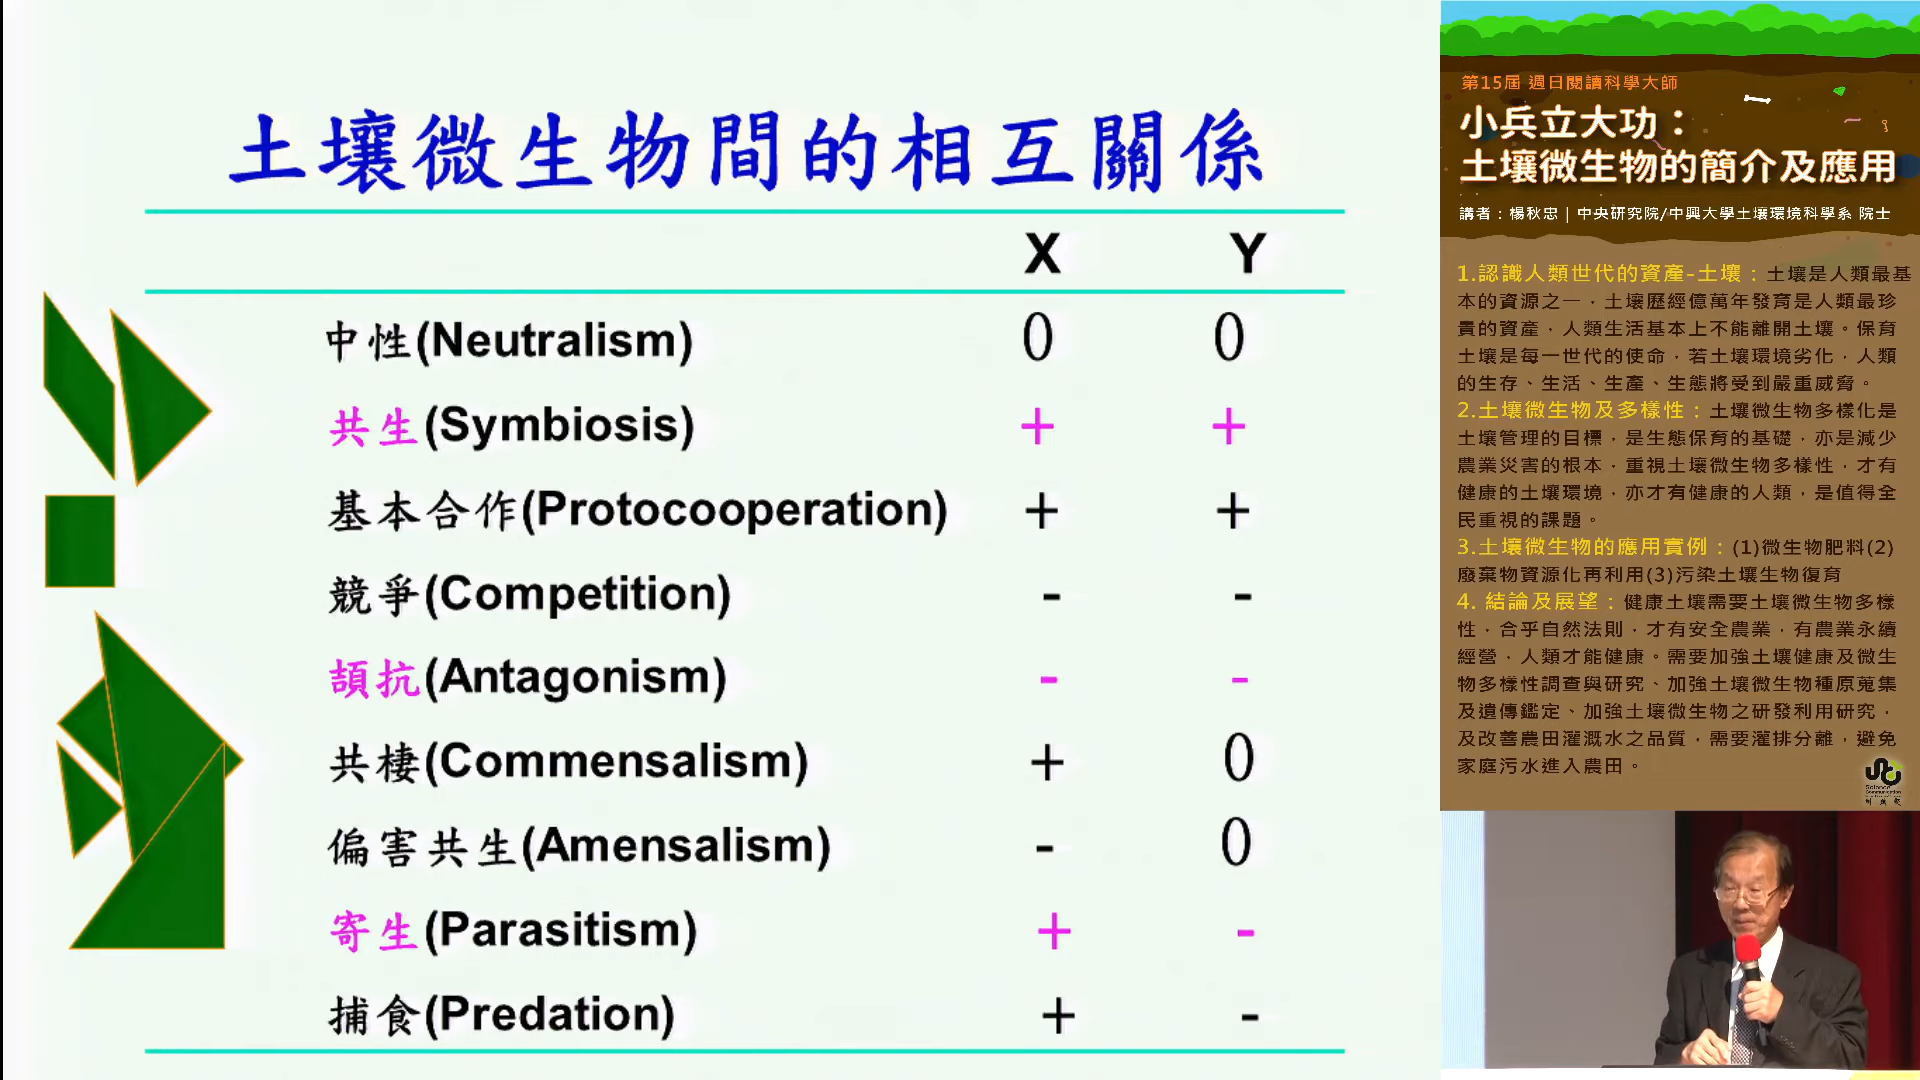 土壤微生物間的相互關係
X Y
中性(Neutralism) 0 0
共生(Symbiosis) + +
基本合作(Protocooperation) + +
競爭(Competition) - -
頡抗(Antagonism) - -
共棲(Commensalism) + 0
偏害共生(Amensalism) - 0
寄生(Parasitism) + -
捕食(Predation) + -
第15屆 週日閱讀科學大師
小兵立大功：
土壤微生物的簡介及應用
講者：楊秋忠｜中央研究院/中興大學土壤環境科學系 院士
1.認識人類世代的資產-土壤：土壤是人類最基
本的資源之一，土壤歷經億萬年發育是人類最珍
貴的資產，人類生活基本上不能離開土壤。保育
土壤是每一世代的使命，若土壤環境劣化，人類
的生存、生活、生產、生態將受到嚴重威脅。
2.土壤微生物及多樣性：土壤微生物多樣化是
土壤管理的目標，是生態保育的基礎，亦是減少
農業災害的根本，重視土壤微生物多樣性，才有
健康的土壤環境，亦才有健康的人類，是值得全
民重視的課題。
3.土壤微生物的應用實例：(1)微生物肥料(2)
廢棄物資源化再利用(3)污染土壤生物復育
4. 結論及展望：健康土壤需要土壤微生物多樣
性，合乎自然法則，才有安全農業，有農業永續
經營，人類才能健康。需要加強土壤健康及微生
物多樣性調查與研究、加強土壤微生物種原蒐集
及遺傳鑑定、加強土壤微生物之研發利用研究，
及改善農田灌溉水之品質，需要灌排分離，避免
家庭污水進入農田。
Science
Communication